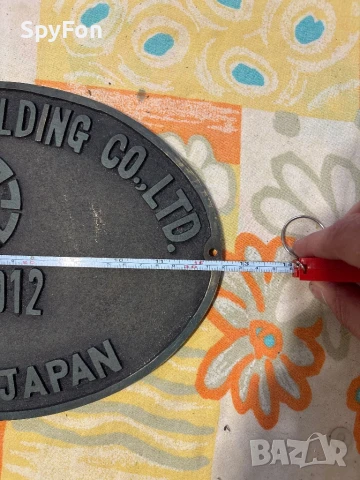 SpyFon
LDING CO., LTD.
012
JAPAN
BAZAR